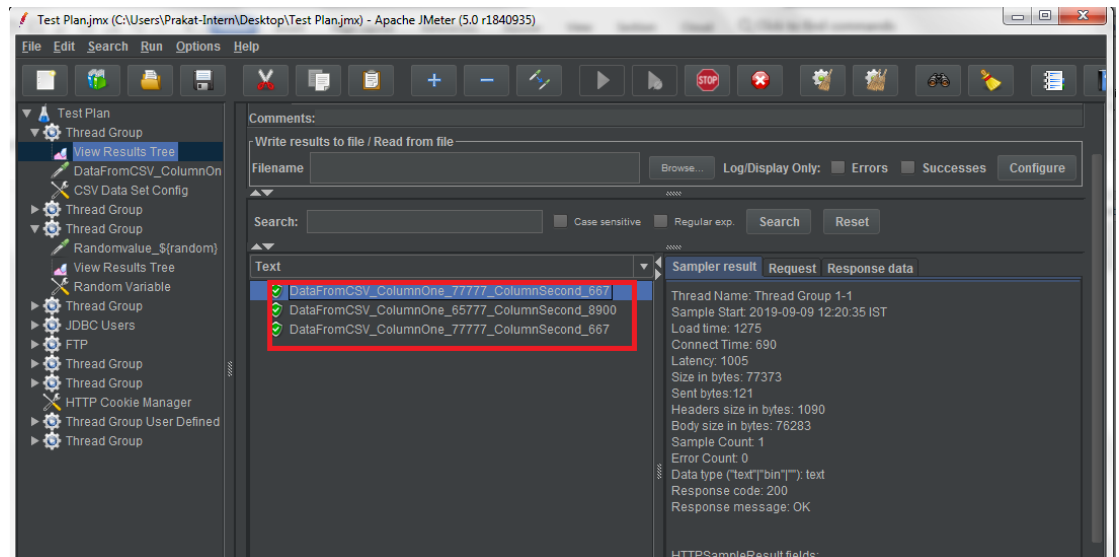 Test Plan.jmx (C:\Users\Prakat-Intern\Desktop\Test Plan.jmx) - Apache JMeter (5.0 r1840935)
File Edit Search Run Options Help
STOP
Test Plan
Thread Group
View Results Tree
DataFromCSV_ColumnOn
CSV Data Set Config
Thread Group
Thread Group
Randomvalue_${random}
View Results Tree
Random Variable
Thread Group
JDBC Users
FTP
Thread Group
Thread Group
HTTP Cookie Manager
Thread Group User Defined
Thread Group
Comments:
Write results to file / Read from file
Filename Browse... Log/Display Only: Errors Successes Configure
Search: Case sensitive Regular exp. Search Reset
Text
DataFromCSV_ColumnOne_77777_ColumnSecond_667
DataFromCSV_ColumnOne_65777_ColumnSecond_8900
DataFromCSV_ColumnOne_77777_ColumnSecond_667
Sampler result Request Response data
Thread Name: Thread Group 1-1
Sample Start: 2019-09-09 12:20:35 IST
Load time: 1275
Connect Time: 690
Latency: 1005
Size in bytes: 77373
Sent bytes:121
Headers size in bytes: 1090
Body size in bytes: 76283
Sample Count: 1
Error Count: 0
Data type ("text"|"bin"|""): text
Response code: 200
Response message: OK
HTTPSampleResult fields: